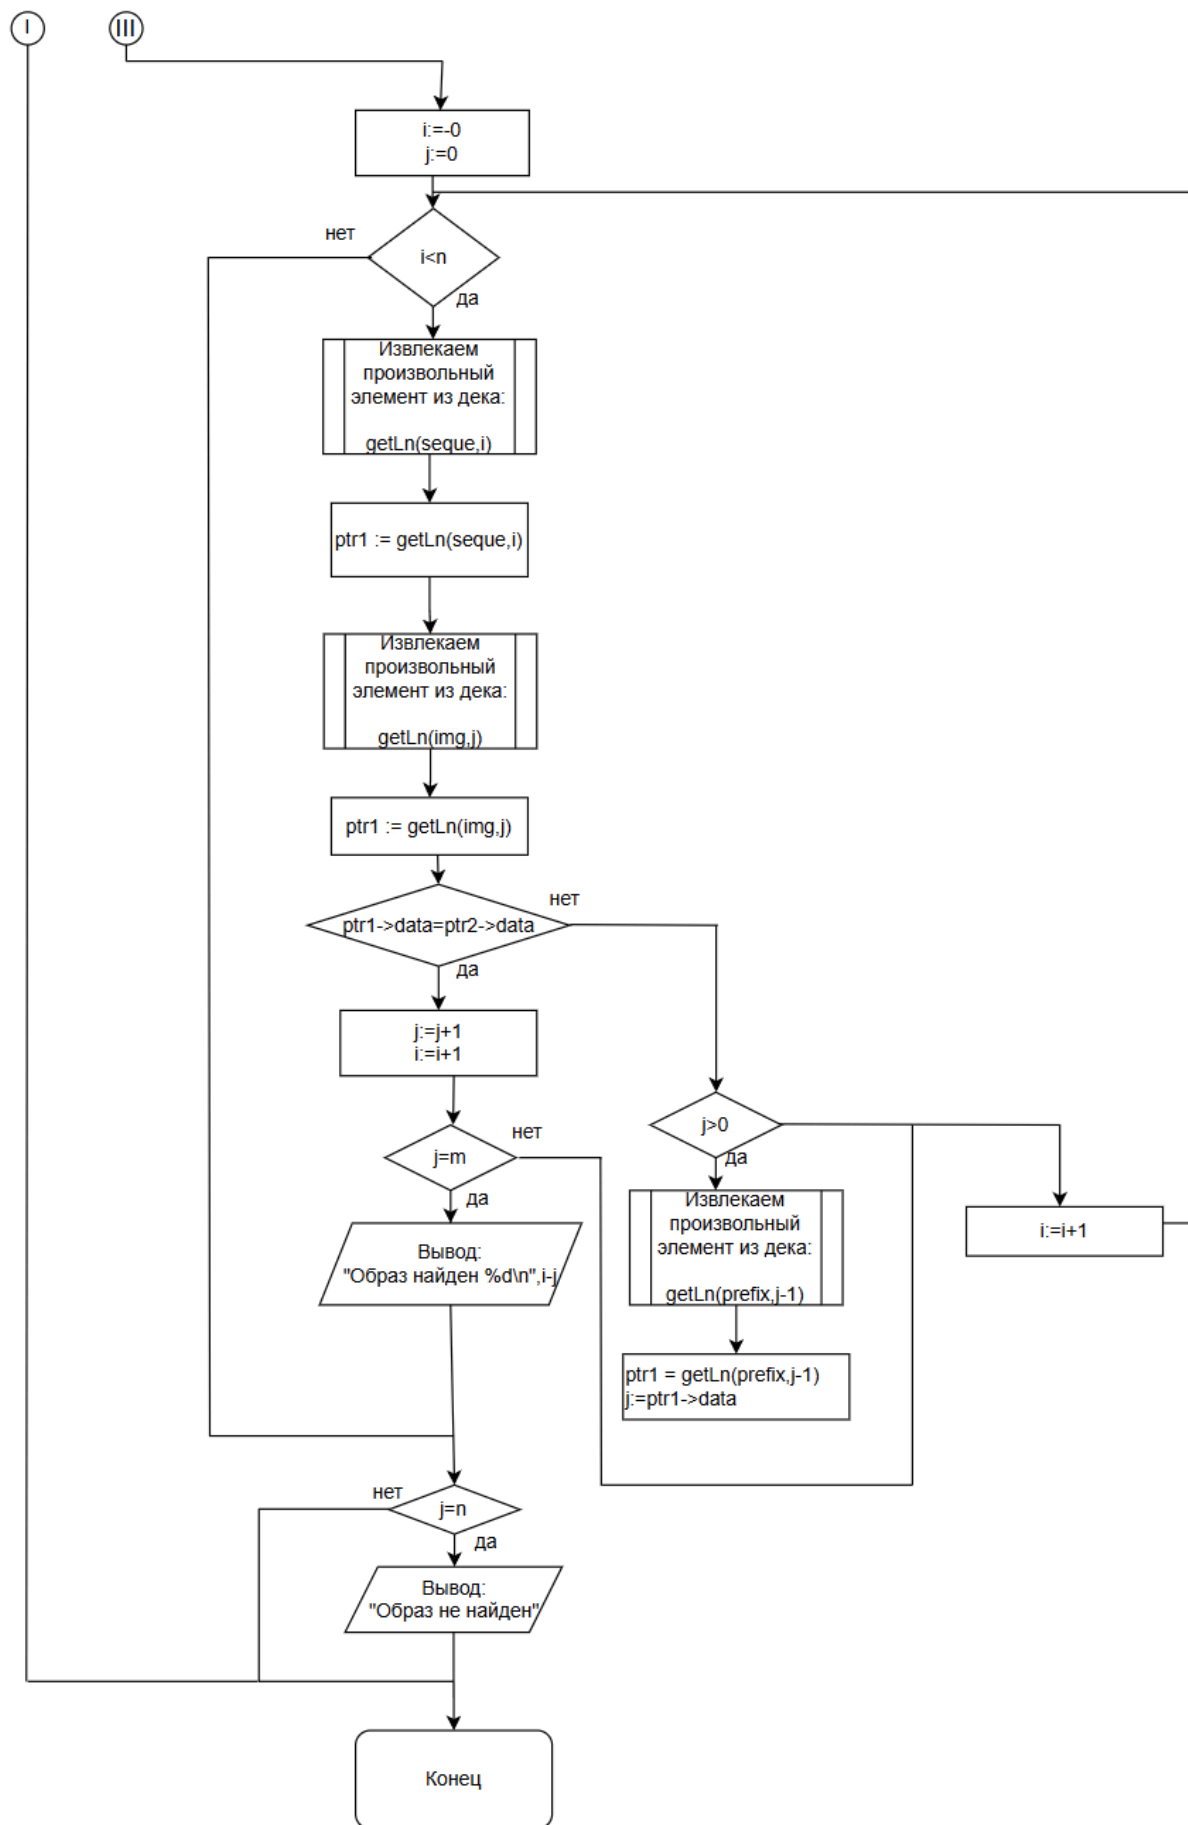 I
III
i:=-0
j:=0
нет
i<n
да
Извлекаем
произвольный
элемент из дека:
getLn(seque,i)
ptr1 := getLn(seque,i)
Извлекаем
произвольный
элемент из дека:
getLn(img,j)
ptr1 := getLn(img,j)
нет
ptr1->data=ptr2->data
да
j:=j+1
i:=i+1
j>0
нет
j=m
да
да
Извлекаем
произвольный
элемент из дека:
getLn(prefix,j-1)
i:=i+1
Вывод:
"Образ найден %d\n",i-j
ptr1 = getLn(prefix,j-1)
j:=ptr1->data
нет
j=n
да
Вывод:
"Образ не найден"
Конец